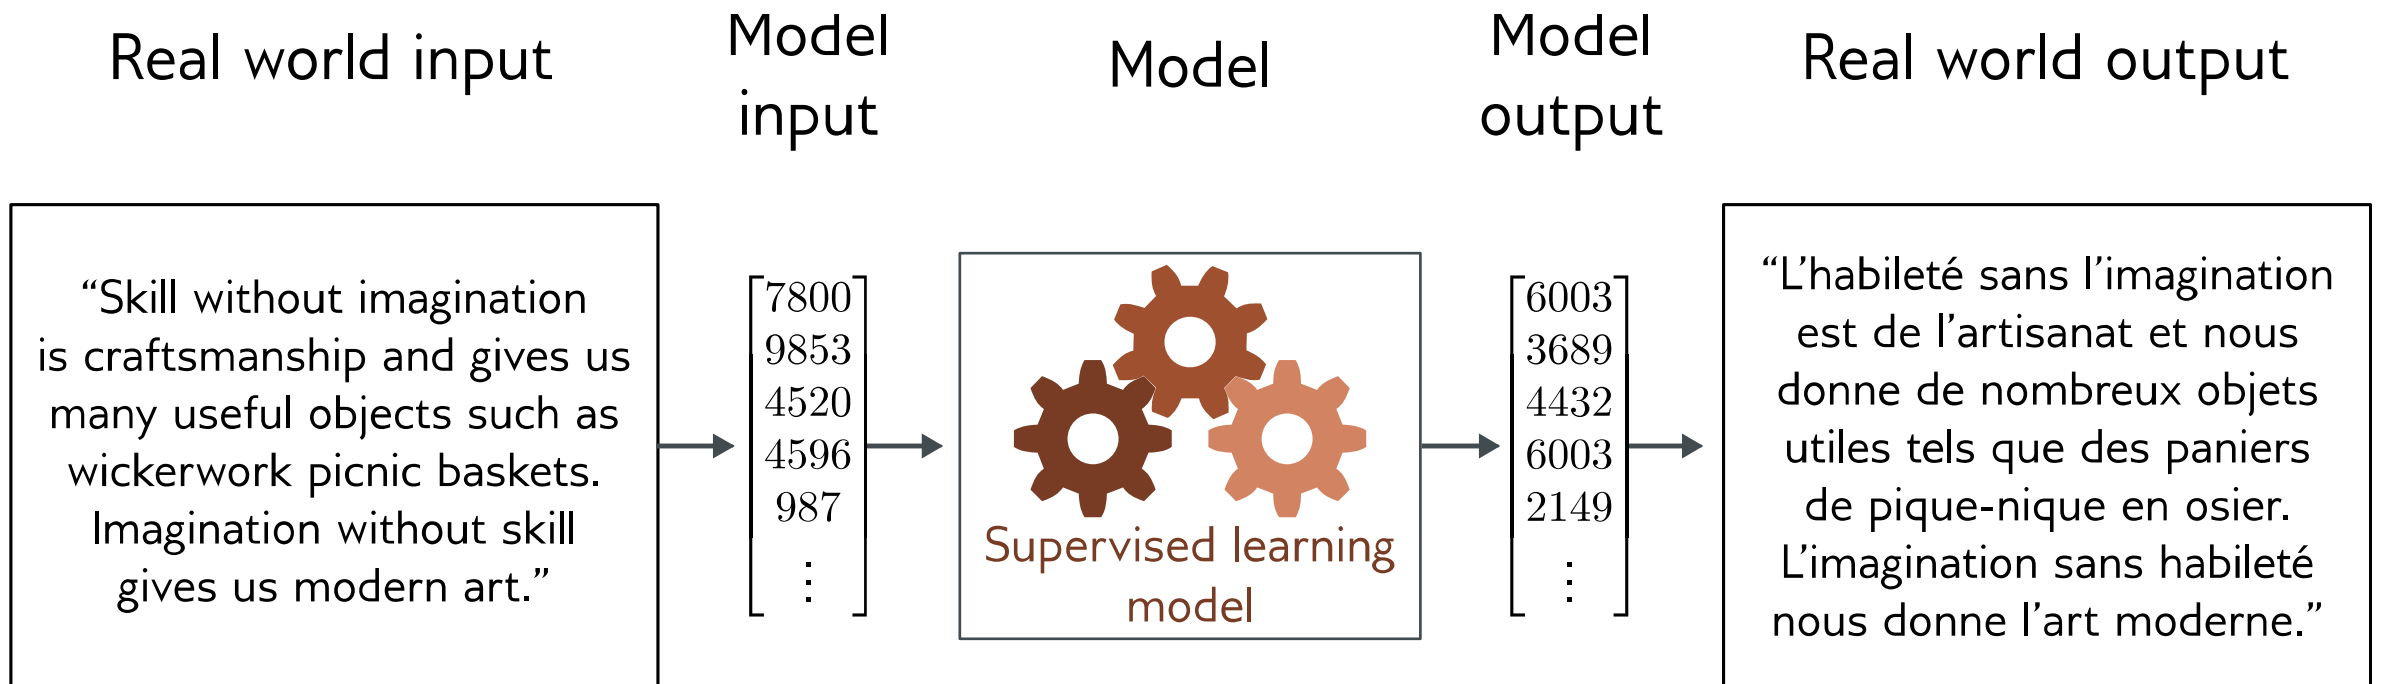 Real world input
Model
input
Model
Model
output
Real world output
“Skill without imagination
is craftsmanship and gives us
many useful objects such as
wickerwork picnic baskets.
Imagination without skill
gives us modern art.”
7800
9853
4520
4596
987
⋮
Supervised learning
model
6003
3689
4432
6003
2149
⋮
“L’habileté sans l’imagination
est de l’artisanat et nous
donne de nombreux objets
utiles tels que des paniers
de pique-nique en osier.
L’imagination sans habileté
nous donne l’art moderne.”